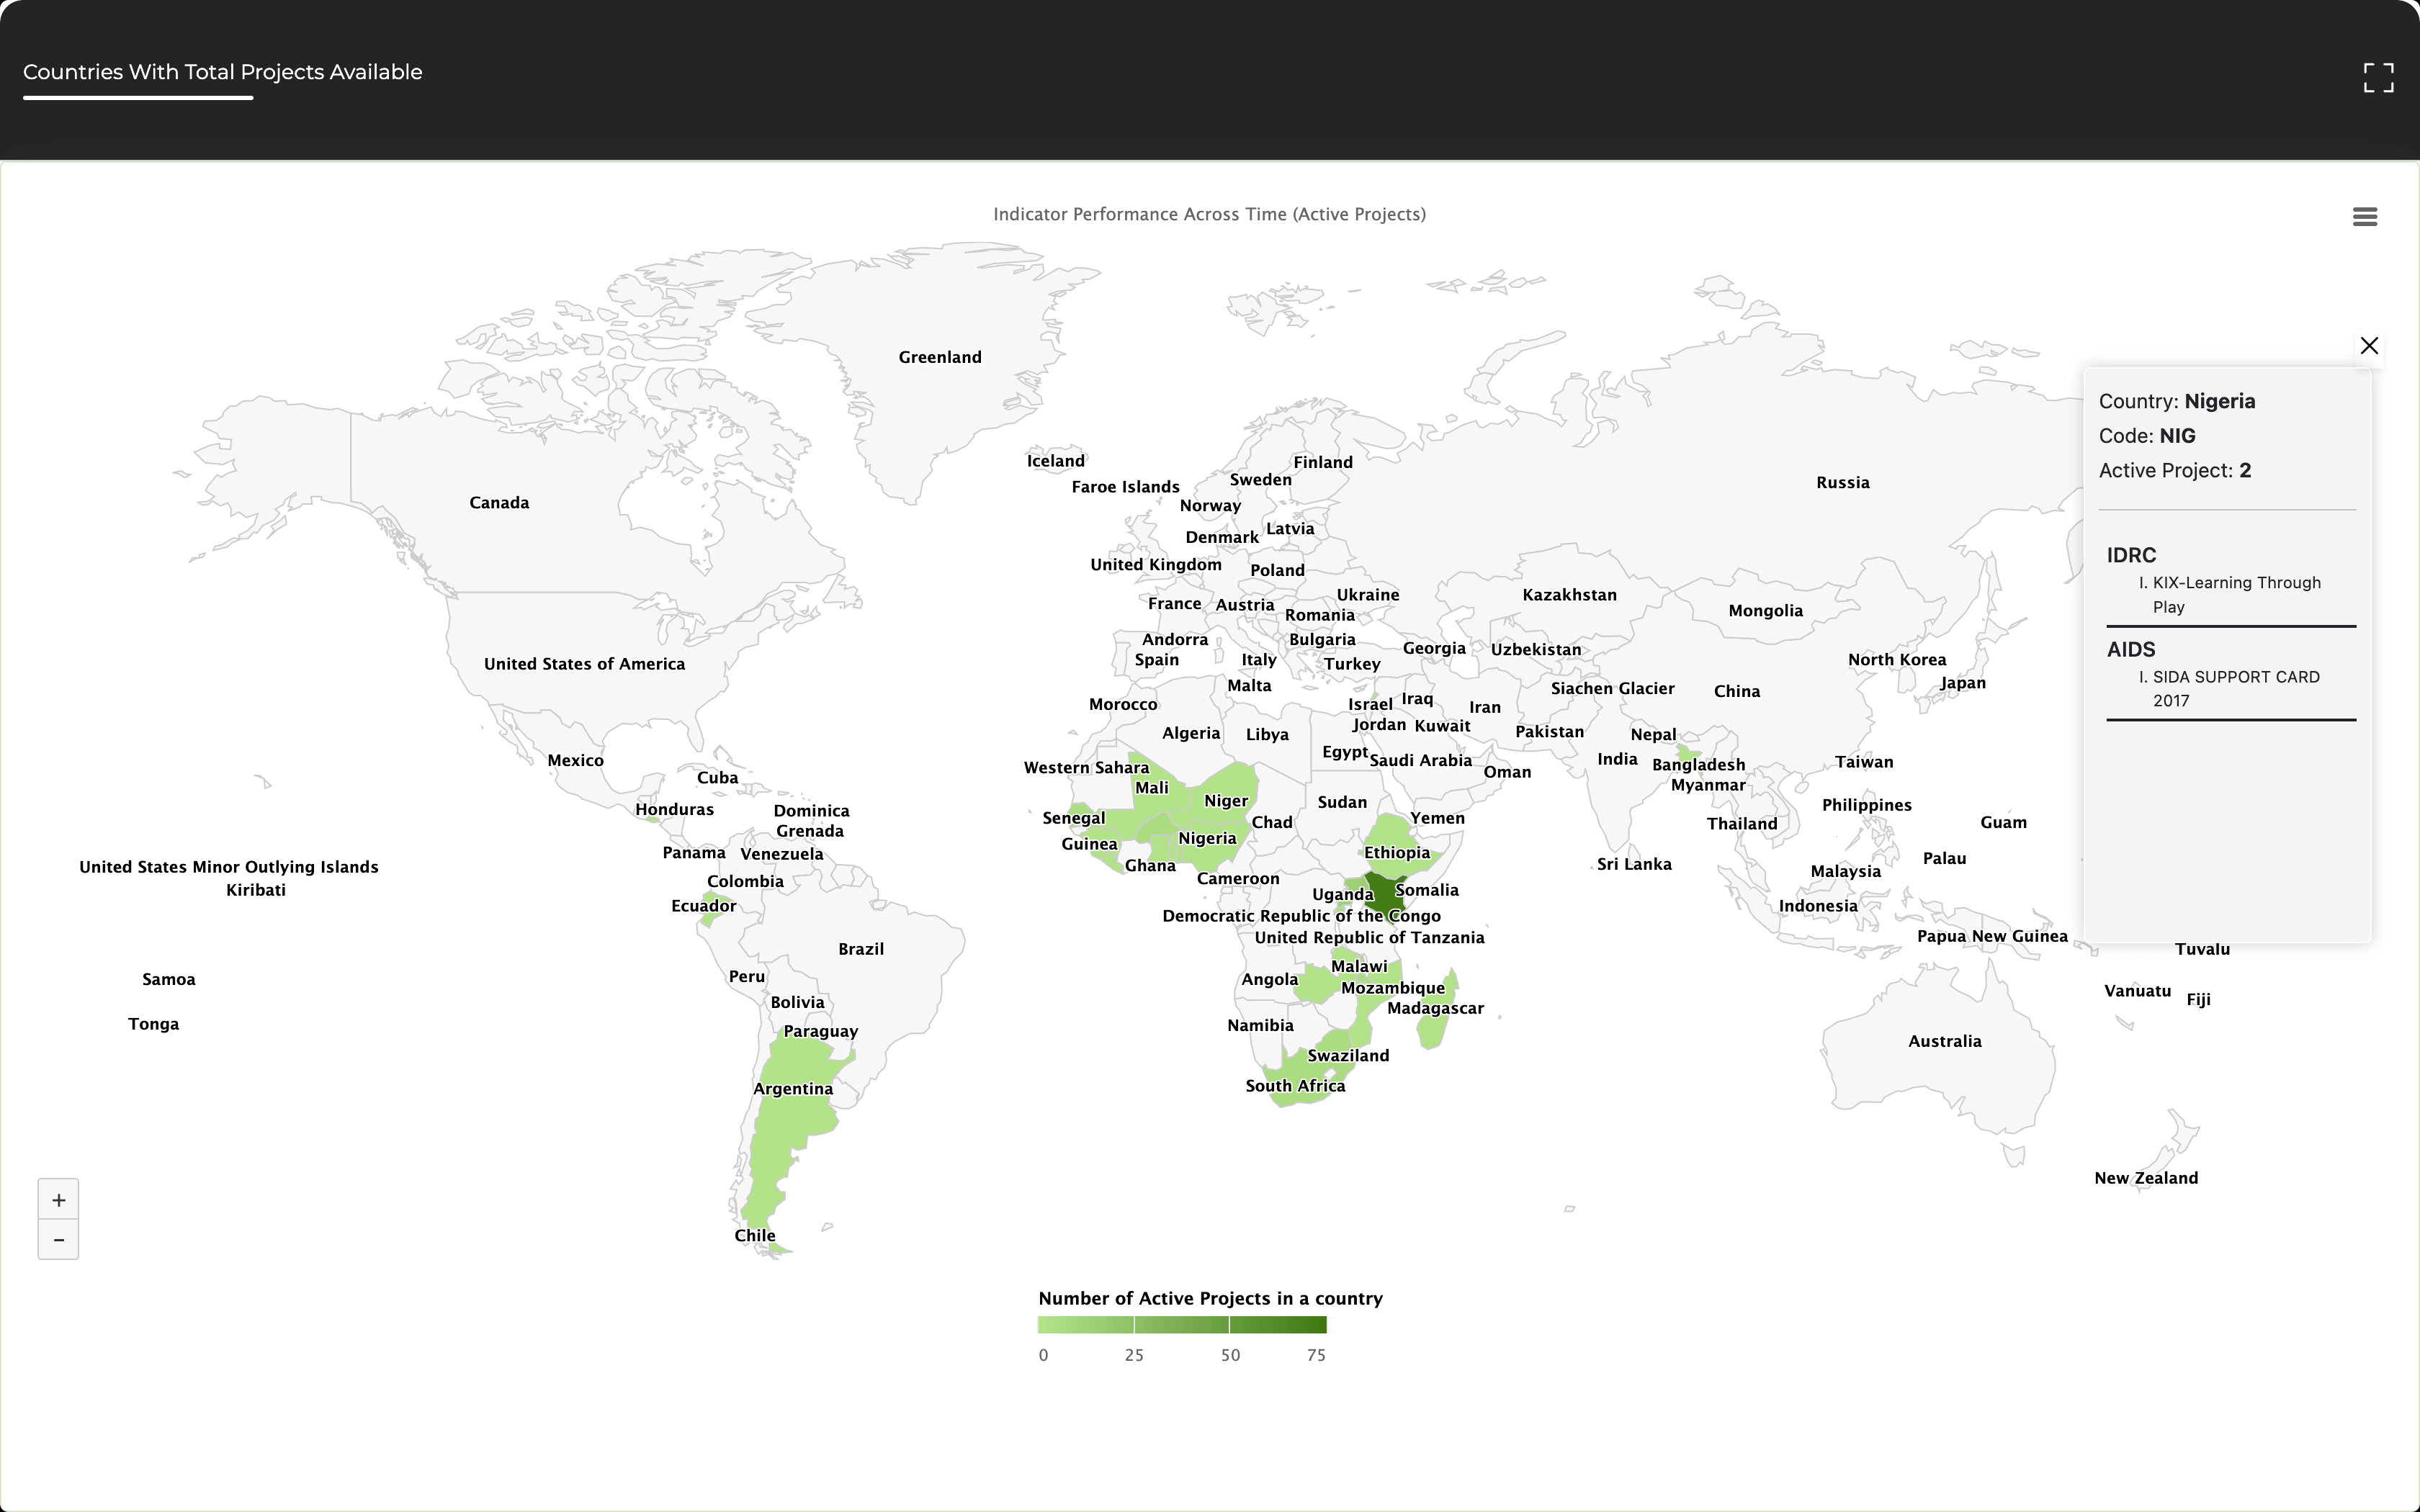 Countries With Total Projects Available
Indicator Performance Across Time (Active Projects)
Greenland
Iceland
Finland
Faroe Islands
Sweden
Russia
Canada
Norway
Denmark
Latvia
United Kingdom
Poland
France
Austria
Ukraine
Romania
Kazakhstan
Mongolia
Andorra
Bulgaria
Georgia
Uzbekistan
United States of America
Spain
Italy
Turkey
North Korea
Malta
Siachen Glacier
China
Japan
Morocco
Israel
Iraq
Iran
Algeria
Libya
Jordan
Kuwait
Pakistan
Nepal
Mexico
Egypt
Saudi Arabia
India
Bangladesh
Taiwan
Western Sahara
Oman
Cuba
Mali
Myanmar
Honduras
Dominica
Niger
Sudan
Philippines
Senegal
Grenada
Chad
Yemen
Thailand
Guam
Guinea
Nigeria
Panama
Venezuela
Ethiopia
Ghana
Sri Lanka
Palau
United States Minor Outlying Islands
Kiribati
Colombia
Cameroon
Malaysia
Uganda
Somalia
Ecuador
Indonesia
Democratic Republic of the Congo
United Republic of Tanzania
Papua New Guinea
Brazil
Tuvalu
Samoa
Peru
Angola
Malawi
Mozambique
Vanuatu
Fiji
Bolivia
Madagascar
Tonga
Paraguay
Namibia
Australia
Swaziland
Argentina
South Africa
New Zealand
Chile
Country: Nigeria
Code: NIG
Active Project: 2
IDRC
I. KIX-Learning Through
Play
AIDS
I. SIDA SUPPORT CARD
2017
+
−
Number of Active Projects in a country
0 25 50 75